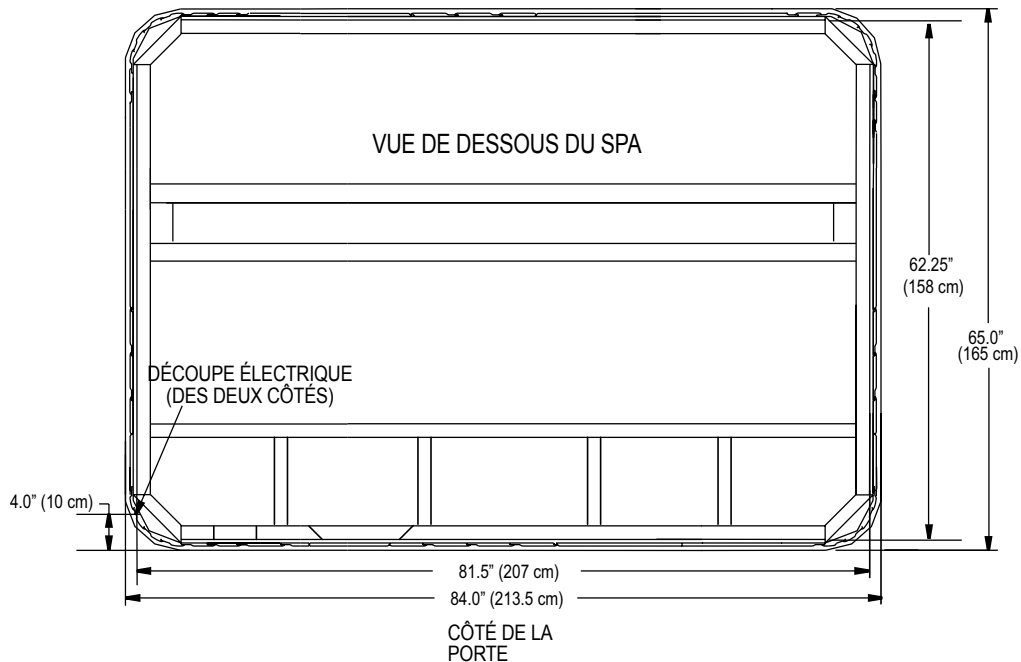 VUE DE DESSOUS DU SPA
62.25”
(158 cm)
65.0”
(165 cm)
DÉCOUPE ÉLECTRIQUE
(DES DEUX CÔTÉS)
4.0” (10 cm)
81.5” (207 cm)
84.0” (213.5 cm)
CÔTÉ DE LA
PORTE